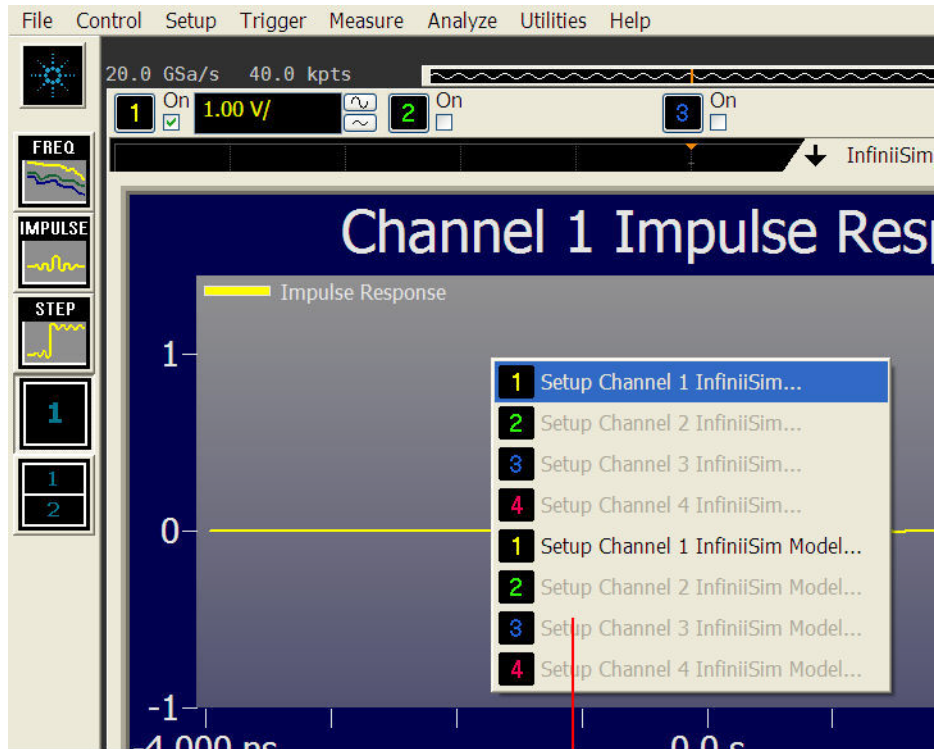 File Control Setup Trigger Measure Analyze Utilities Help
20.0 GSa/s 40.0 kpts
1 On 1.00 V/ 2 On 3 On
InfiniiSim
FREQ
IMPULSE
STEP
1
1
2
Channel 1 Impulse Resp
Impulse Response
1
1 Setup Channel 1 InfiniiSim...
2 Setup Channel 2 InfiniiSim...
3 Setup Channel 3 InfiniiSim...
4 Setup Channel 4 InfiniiSim...
0
1 Setup Channel 1 InfiniiSim Model...
2 Setup Channel 2 InfiniiSim Model...
3 Setup Channel 3 InfiniiSim Model...
4 Setup Channel 4 InfiniiSim Model...
-1
-4.000 ns 0.0 s